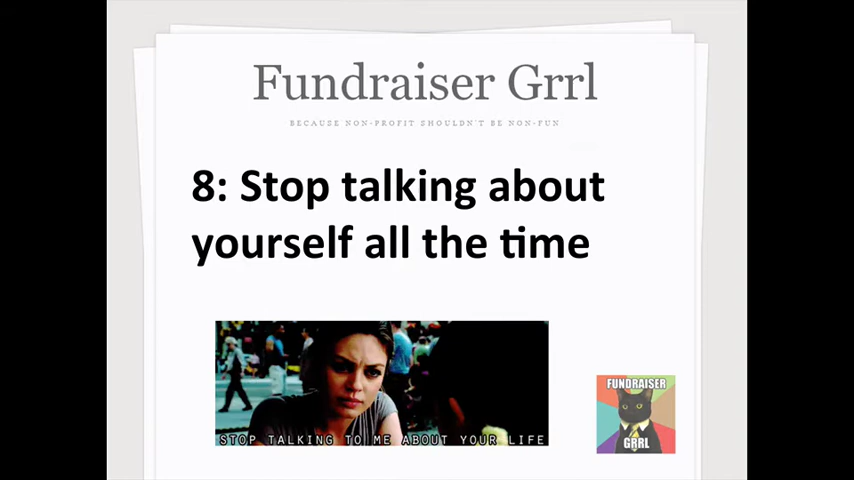 Fundraiser Grrl
BECAUSE NON-PROFIT SHOULDN'T BE NON-FUN
8: Stop talking about
yourself all the time
STOP TALKING TO ME ABOUT YOUR LIFE
FUNDRAISER
GRRL